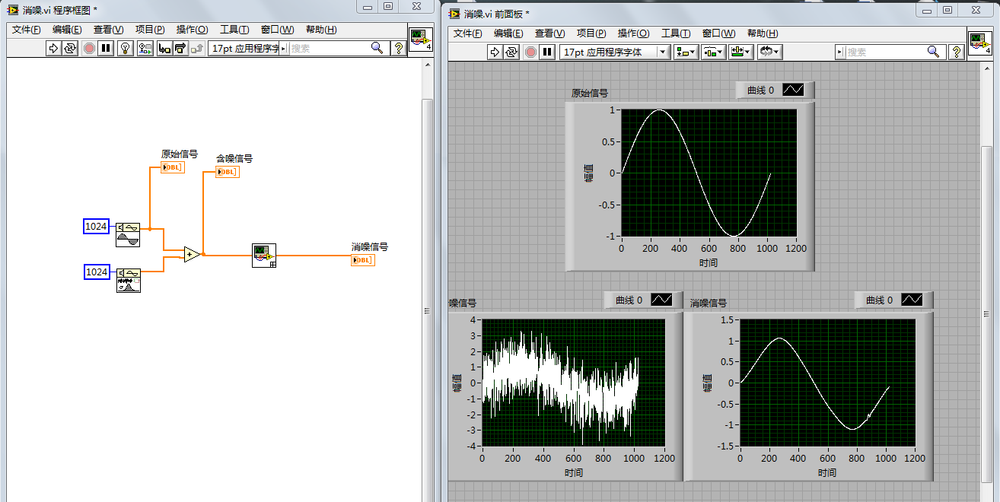 消噪.vi 程序框图 *
文件(F) 编辑(E) 查看(V) 项目(P) 操作(O) 工具(T) 窗口(W) 帮助(H)
17pt 应用程序字 搜索 ?
4
原始信号
DBL
含噪信号
DBL
1024
消噪信号
DBL
1024
消噪.vi 前面板 *
文件(F) 编辑(E) 查看(V) 项目(P) 操作(O) 工具(T) 窗口(W) 帮助(H)
17pt 应用程序字体 搜索 ?
4
原始信号 曲线 0
幅值
1
0.5
0
-0.5
-1
0 200 400 600 800 1000 1200
时间
噪信号 曲线 0
幅值
4
3
2
1
0
-1
-2
-3
-4
0 200 400 600 800 1000 1200
时间
消噪信号 曲线 0
幅值
1.5
1
0.5
0
-0.5
-1
-1.5
0 200 400 600 800 1000 1200
时间